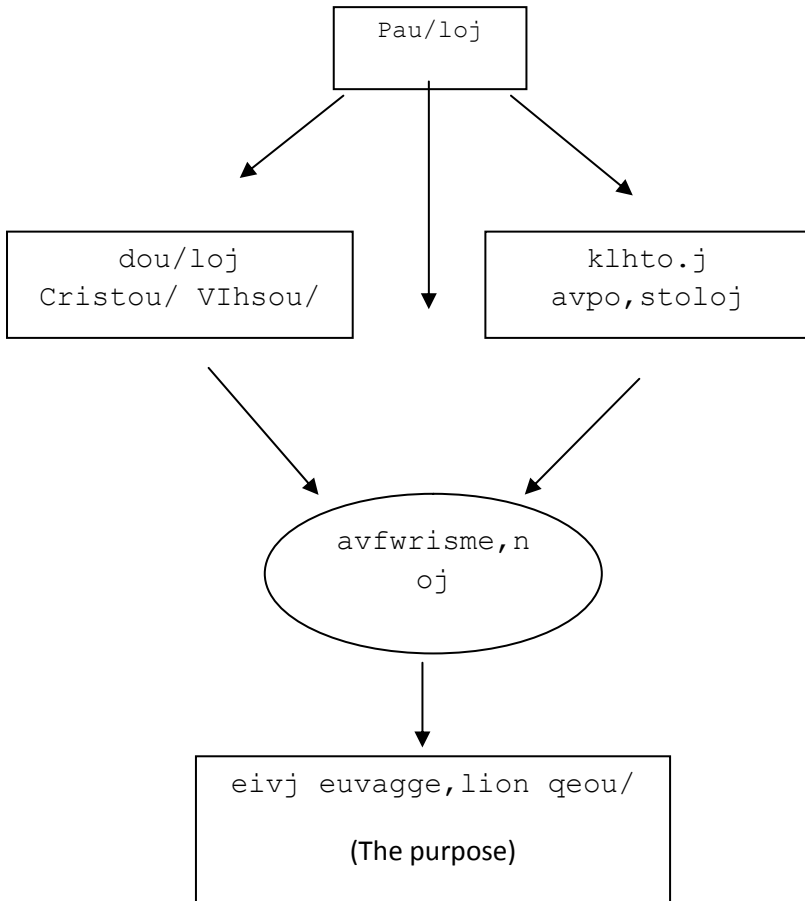 Pau/loj
dou/loj
Cristou/ VIhsou/
klhto.j
avpo,stoloj
avfwrisme,n
oj
eivj euvagge,lion qeou/
(The purpose)